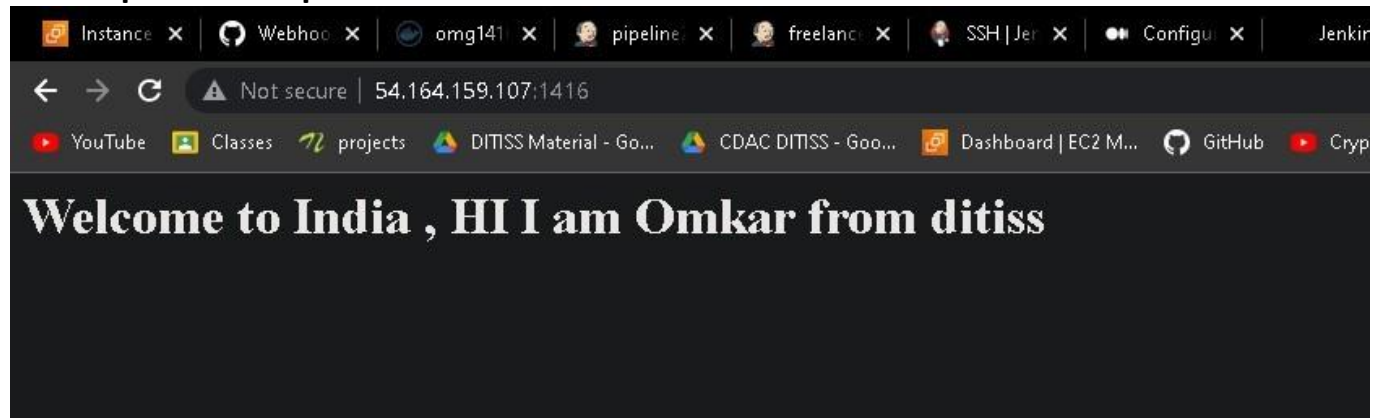 Instance
Webhoo
omg141
pipeline
freelanc
SSH | Jer
Configu
Jenkin
Not secure | 54.164.159.107:1416
YouTube
Classes
projects
DITISS Material - Go...
CDAC DITISS - Goo...
Dashboard | EC2 M...
GitHub
Cryp
Welcome to India , HI I am Omkar from ditiss